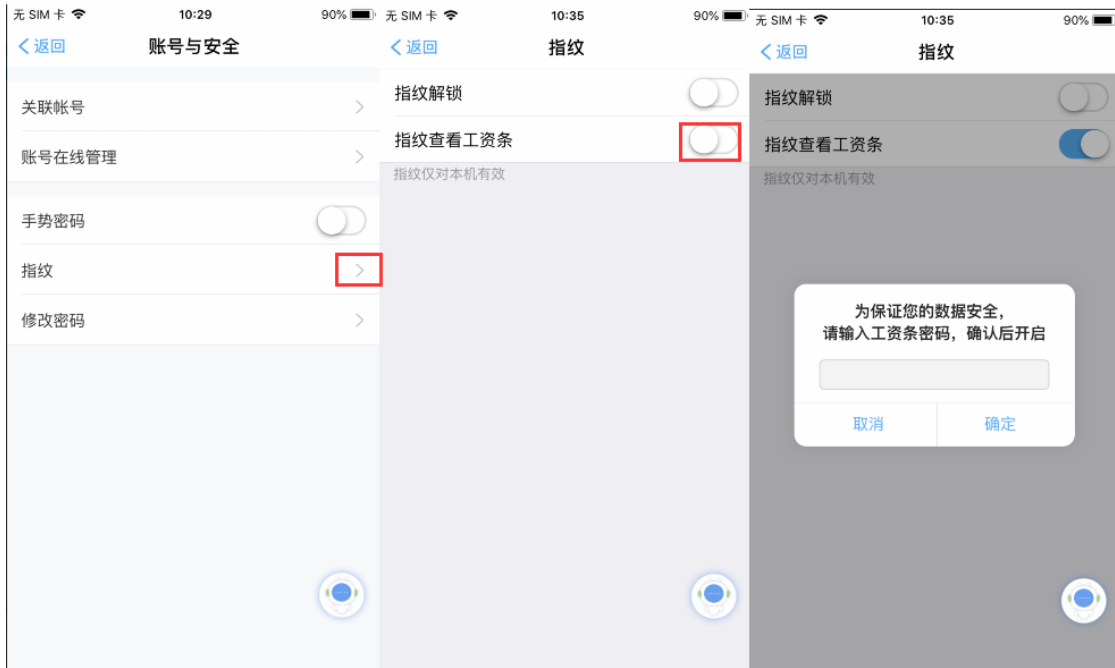 无 SIM 卡 10:29 90%
返回 账号与安全
关联帐号
账号在线管理
手势密码
指纹
修改密码
无 SIM 卡 10:35 90%
返回 指纹
指纹解锁
指纹查看工资条
指纹仅对本机有效
无 SIM 卡 10:35 90%
返回 指纹
指纹解锁
指纹查看工资条
指纹仅对本机有效
为保证您的数据安全,
请输入工资条密码,确认后开启
取消 确定